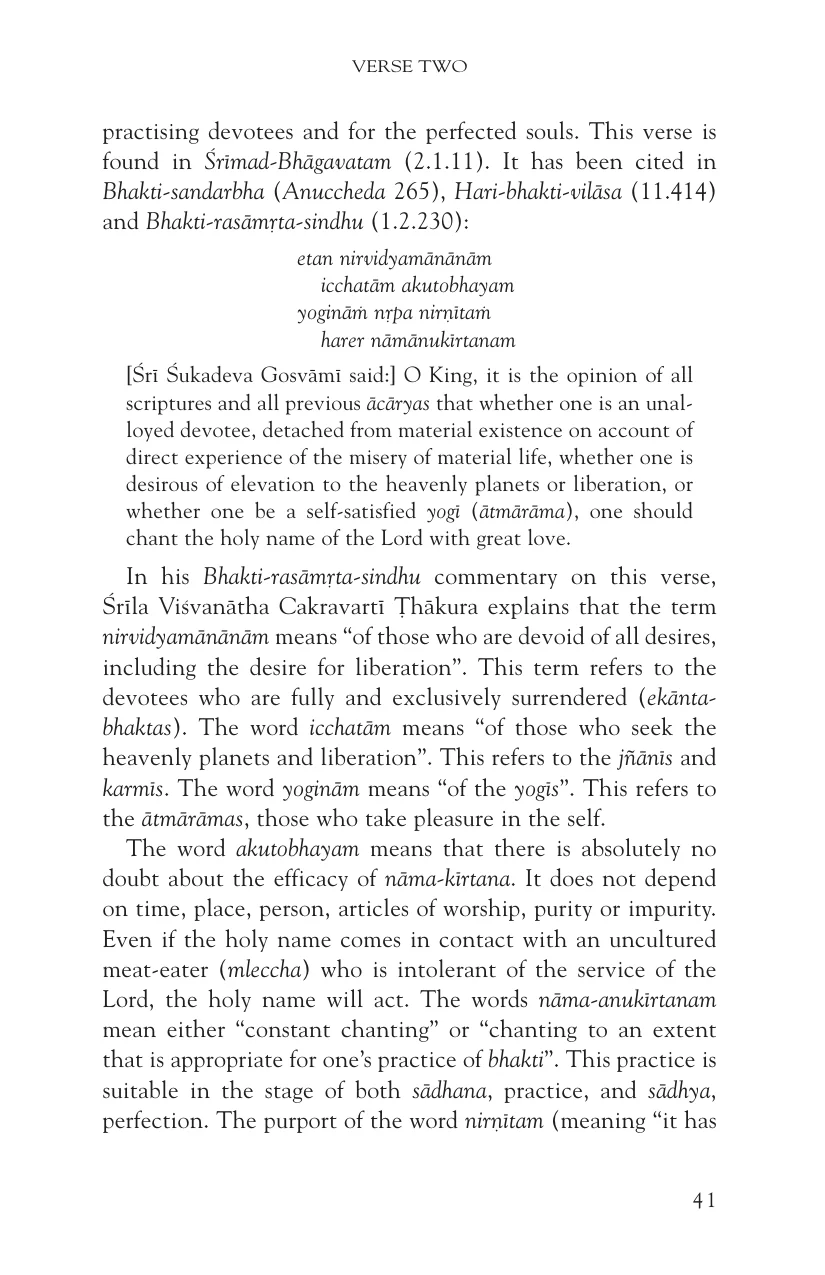 VERSE TWO
practising devotees and for the perfected souls. This verse is
found in Śrīmad-Bhāgavatam (2.1.11). It has been cited in
Bhakti-sandarbha (Anuccheda 265), Hari-bhakti-vilāsa (11.414)
and Bhakti-rasāmṛta-sindhu (1.2.230):
etan nirvidyamānānām
icchatām akutobhayam
yogināṁ nṛpa nirṇītaṁ
harer nāmānukīrtanam
[Śrī Śukadeva Gosvāmī said:] O King, it is the opinion of all
scriptures and all previous ācāryas that whether one is an unal-
loyed devotee, detached from material existence on account of
direct experience of the misery of material life, whether one is
desirous of elevation to the heavenly planets or liberation, or
whether one be a self-satisfied yogī (ātmārāma), one should
chant the holy name of the Lord with great love.
In his Bhakti-rasāmṛta-sindhu commentary on this verse,
Śrīla Viśvanātha Cakravartī Ṭhākura explains that the term
nirvidyamānānām means “of those who are devoid of all desires,
including the desire for liberation”. This term refers to the
devotees who are fully and exclusively surrendered (ekānta-
bhaktas). The word icchatām means “of those who seek the
heavenly planets and liberation”. This refers to the jñānīs and
karmīs. The word yoginām means “of the yogīs”. This refers to
the ātmārāmas, those who take pleasure in the self.
The word akutobhayam means that there is absolutely no
doubt about the efficacy of nāma-kīrtana. It does not depend
on time, place, person, articles of worship, purity or impurity.
Even if the holy name comes in contact with an uncultured
meat-eater (mleccha) who is intolerant of the service of the
Lord, the holy name will act. The words nāma-anukīrtanam
mean either “constant chanting” or “chanting to an extent
that is appropriate for one’s practice of bhakti”. This practice is
suitable in the stage of both sādhana, practice, and sādhya,
perfection. The purport of the word nirṇītam (meaning “it has
41